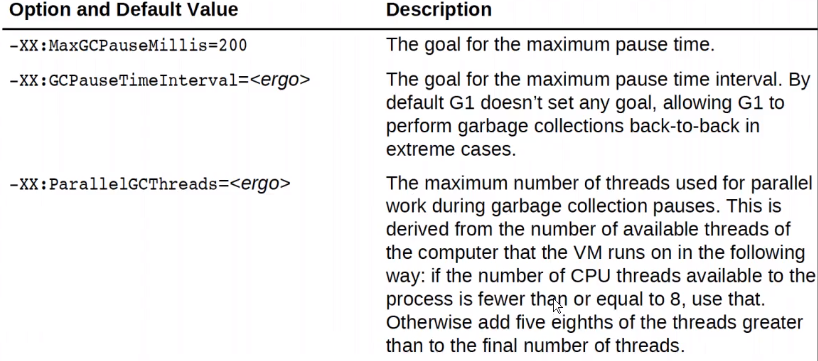 Option and Default Value Description
-XX:MaxGCPauseMillis=200 The goal for the maximum pause time.
-XX:GCPauseTimeInterval=<ergo> The goal for the maximum pause time interval. By
default G1 doesn’t set any goal, allowing G1 to
perform garbage collections back-to-back in
extreme cases.
-XX:ParallelGCThreads=<ergo> The maximum number of threads used for parallel
work during garbage collection pauses. This is
derived from the number of available threads of
the computer that the VM runs on in the following
way: if the number of CPU threads available to the
process is fewer than or equal to 8, use that.
Otherwise add five eighths of the threads greater
than to the final number of threads.